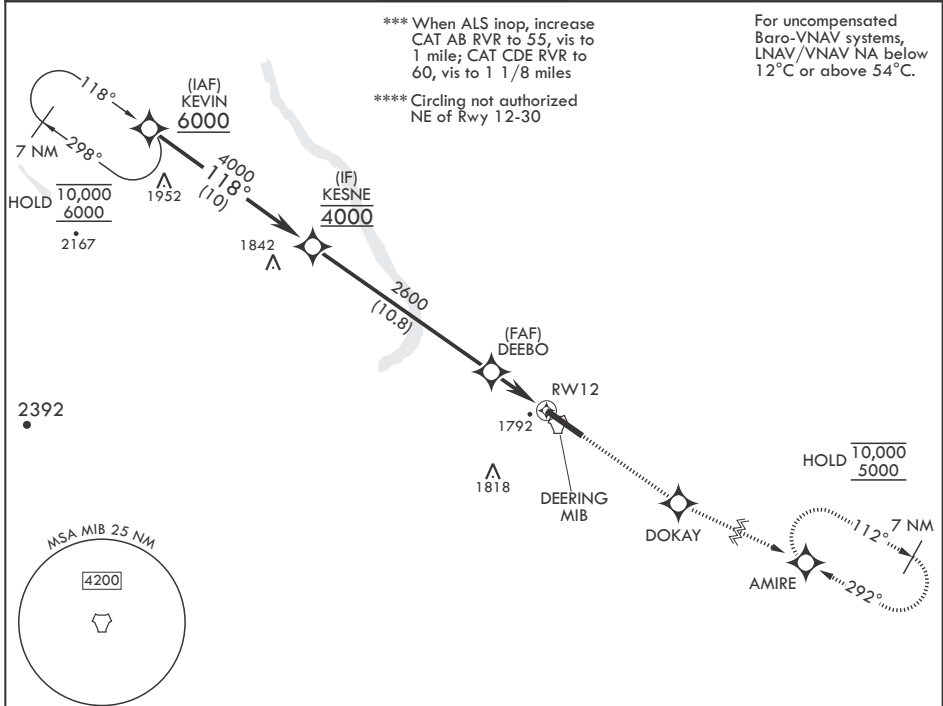 *** When ALS inop, increase
CAT AB RVR to 55, vis to
1 mile; CAT CDE RVR to
60, vis to 1 1/8 miles
**** Circling not authorized
NE of Rwy 12-30
For uncompensated
Baro-VNAV systems,
LNAV/VNAV NA below
12°C or above 54°C.
(IAF)
KEVIN
6000
118°
298°
7 NM
HOLD 10,000
6000
1952
2167
4000
118°
(10)
(IF)
KESNE
4000
1842
2600
(10.8)
(FAF)
DEEBO
RW12
1792
2392
1818
DEERING
MIB
HOLD 10,000
5000
DOKAY
112°
7 NM
AMIRE
292°
MSA MIB 25 NM
4200